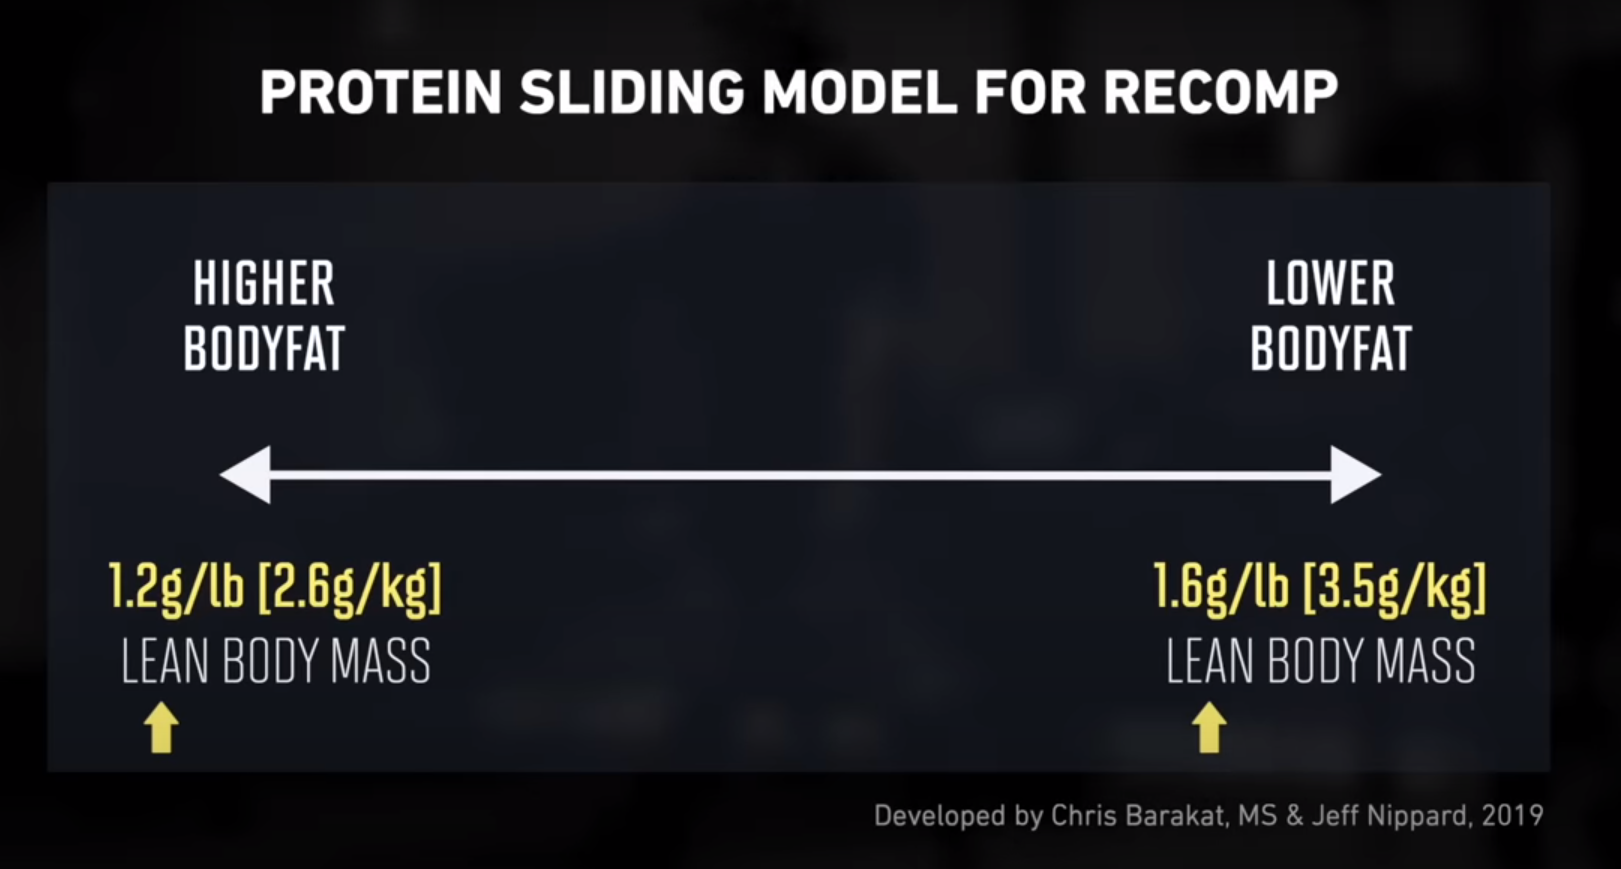 PROTEIN SLIDING MODEL FOR RECOMP
HIGHER
BODYFAT
LOWER
BODYFAT
1.2g/lb [2.6g/kg]
LEAN BODY MASS
1.6g/lb [3.5g/kg]
LEAN BODY MASS
Developed by Chris Barakat, MS & Jeff Nippard, 2019